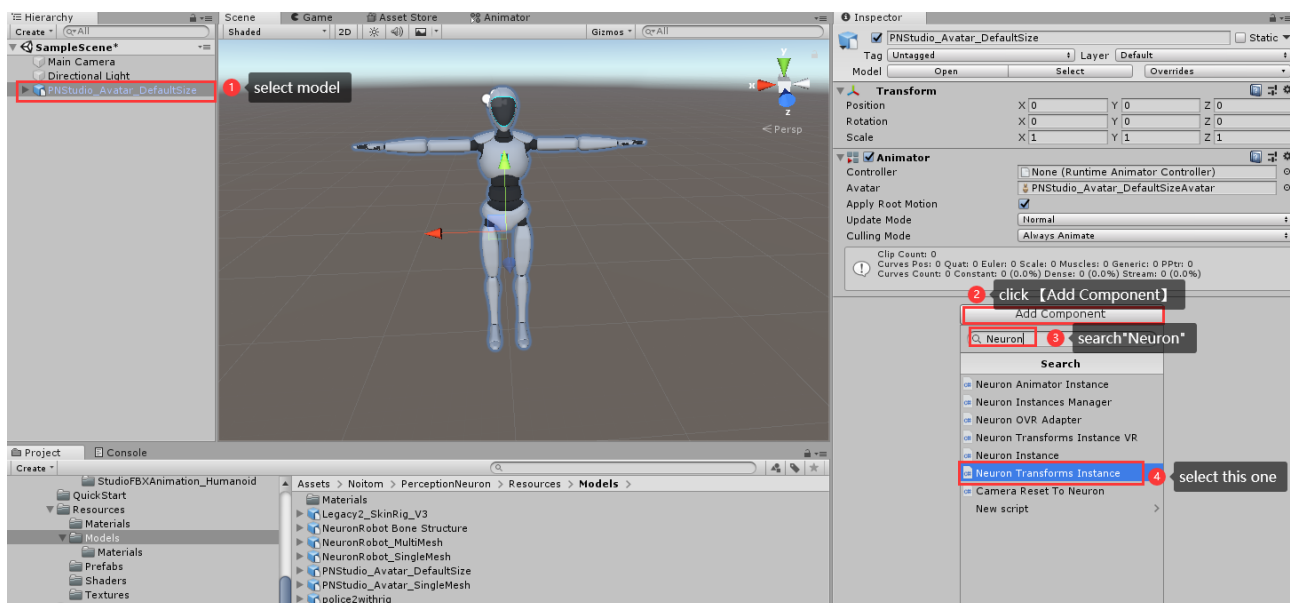 Hierarchy
Create
All
SampleScene*
Main Camera
Directional Light
PNStudio_Avatar_DefaultSize
1 select model
Scene
Game
Asset Store
Animator
Shaded
2D
Gizmos
All
y
x
z
Persp
Inspector
PNStudio_Avatar_DefaultSize
Static
Tag Untagged Layer Default
Model Open Select Overrides
Transform
Position X 0 Y 0 Z 0
Rotation X 0 Y 0 Z 0
Scale X 1 Y 1 Z 1
Animator
Controller None (Runtime Animator Controller)
Avatar PNStudio_Avatar_DefaultSizeAvatar
Apply Root Motion
Update Mode Normal
Culling Mode Always Animate
Clip Count: 0
Curves Pos: 0 Quat: 0 Euler: 0 Scale: 0 Muscles: 0 Generic: 0 PPtr: 0
Curves Count: 0 Constant: 0 (0.0%) Dense: 0 (0.0%) Stream: 0 (0.0%)
2 click 【Add Component】
Add Component
Neuron
3 search"Neuron"
Search
Neuron Animator Instance
Neuron Instances Manager
Neuron OVR Adapter
Neuron Transforms Instance VR
Neuron Instance
Neuron Transforms Instance
4 select this one
Camera Reset To Neuron
New script
Project
Console
Create
StudioFBXAnimation_Humanoid
QuickStart
Resources
Materials
Models
Materials
Prefabs
Shaders
Textures
Assets > Noitom > PerceptionNeuron > Resources > Models >
Materials
Legacy2_SkinRig_V3
NeuronRobot Bone Structure
NeuronRobot_MultiMesh
NeuronRobot_SingleMesh
PNStudio_Avatar_DefaultSize
PNStudio_Avatar_SingleMesh
police2withrig